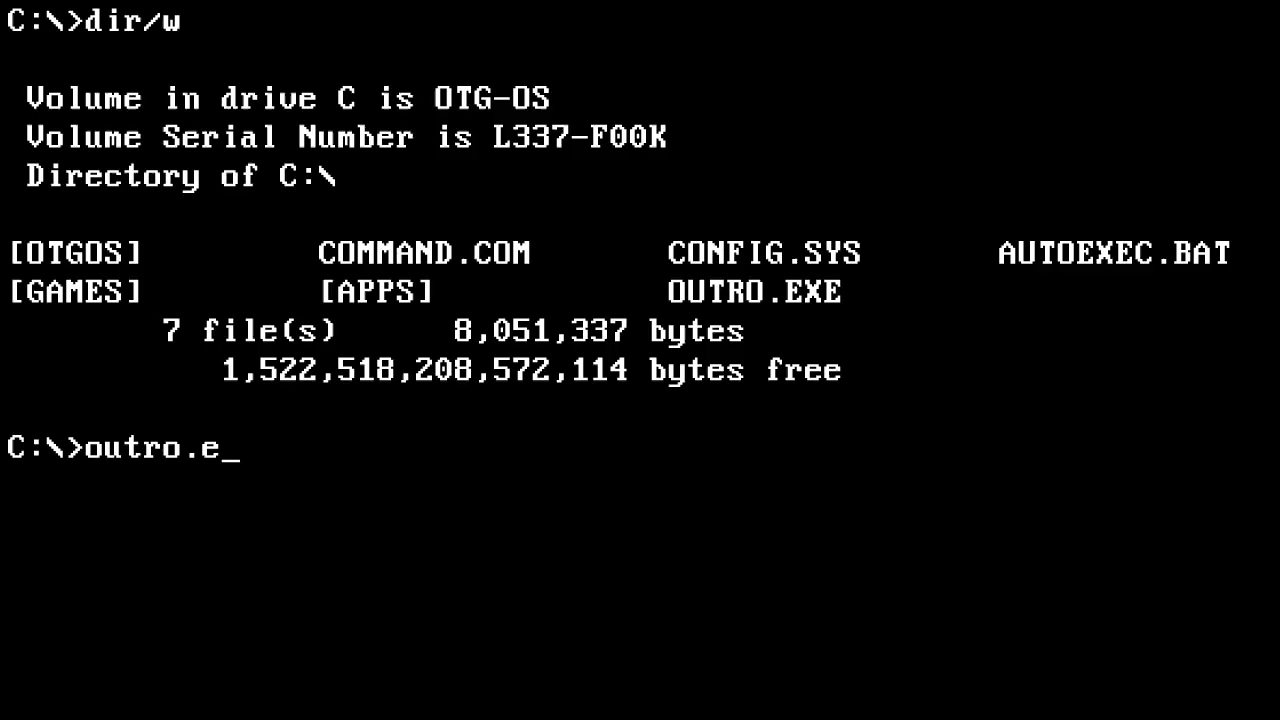 C:\>dir/w
Volume in drive C is OTG-OS
Volume Serial Number is L337-F00K
Directory of C:\
[OTGOS] COMMAND.COM CONFIG.SYS AUTOEXEC.BAT
[GAMES] [APPS] OUTRO.EXE
7 file(s) 8,051,337 bytes
1,522,518,208,572,114 bytes free
C:\>outro.e_